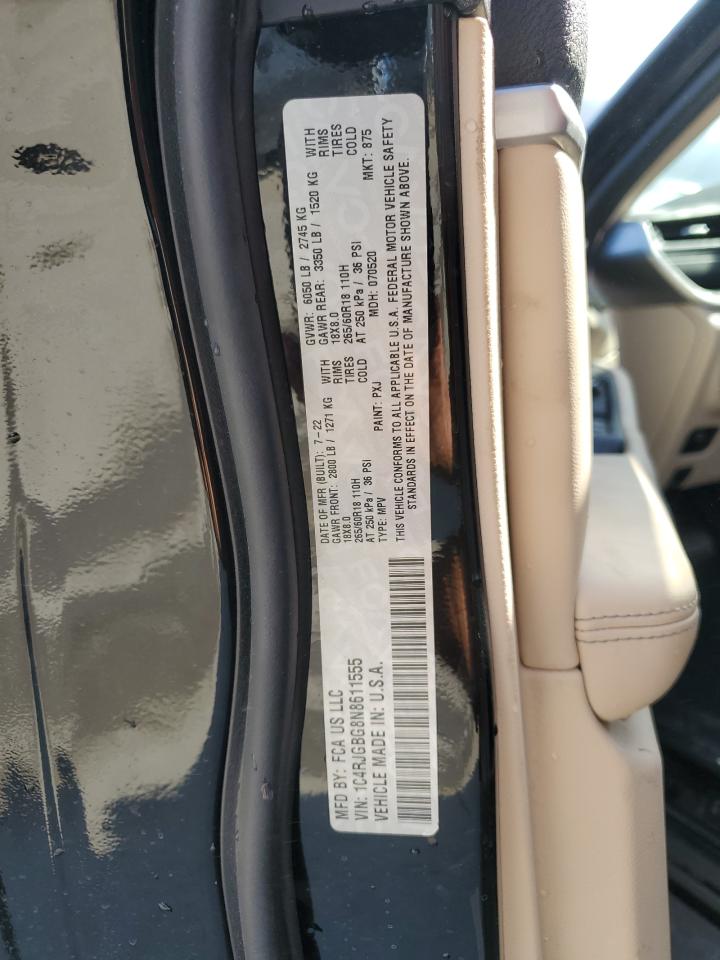 MFD BY: FCA US LLC
VIN: 1C4RJGBG8N8611555
VEHICLE MADE IN: U.S.A.
DATE OF MFR (BUILT): 7-22
GAWR FRONT: 2800 LB / 1271 KG WITH
18X8.0 RIMS
265/60R18 110H TIRES
AT 250 kPa / 36 PSI COLD
TYPE: MPV PAINT: PXJ
GVWR: 6050 LB / 2745 KG
GAWR REAR: 3350 LB / 1520 KG WITH
18X8.0 RIMS
265/60R18 110H TIRES
AT 250 kPa / 36 PSI COLD
MDH: 070520 MKT: 875
THIS VEHICLE CONFORMS TO ALL APPLICABLE U.S.A. FEDERAL MOTOR VEHICLE SAFETY
STANDARDS IN EFFECT ON THE DATE OF MANUFACTURE SHOWN ABOVE.